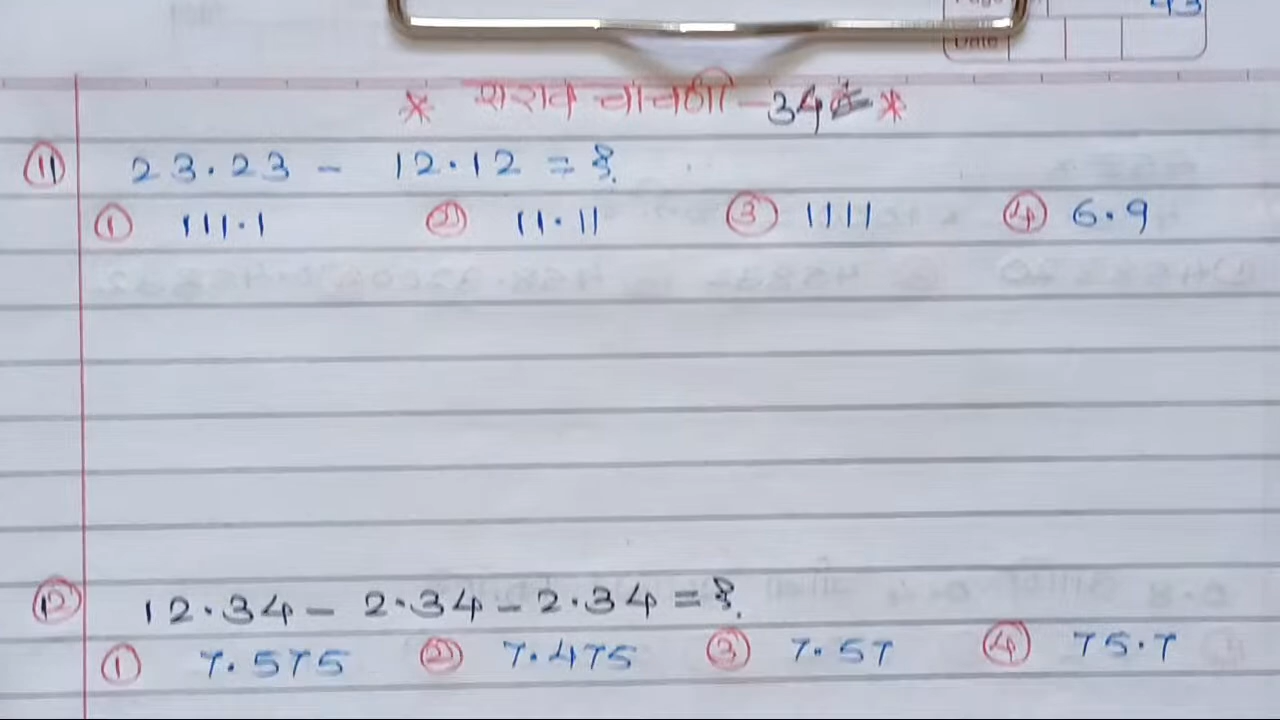 43
Date
* सराव चाचणी - 34 *
11 23.23 - 12.12 = ?
1 111.1 2 11.11 3 1111 4 6.9
12 12.34 - 2.34 - 2.34 = ?
1 7.575 2 7.475 3 7.57 4 75.7